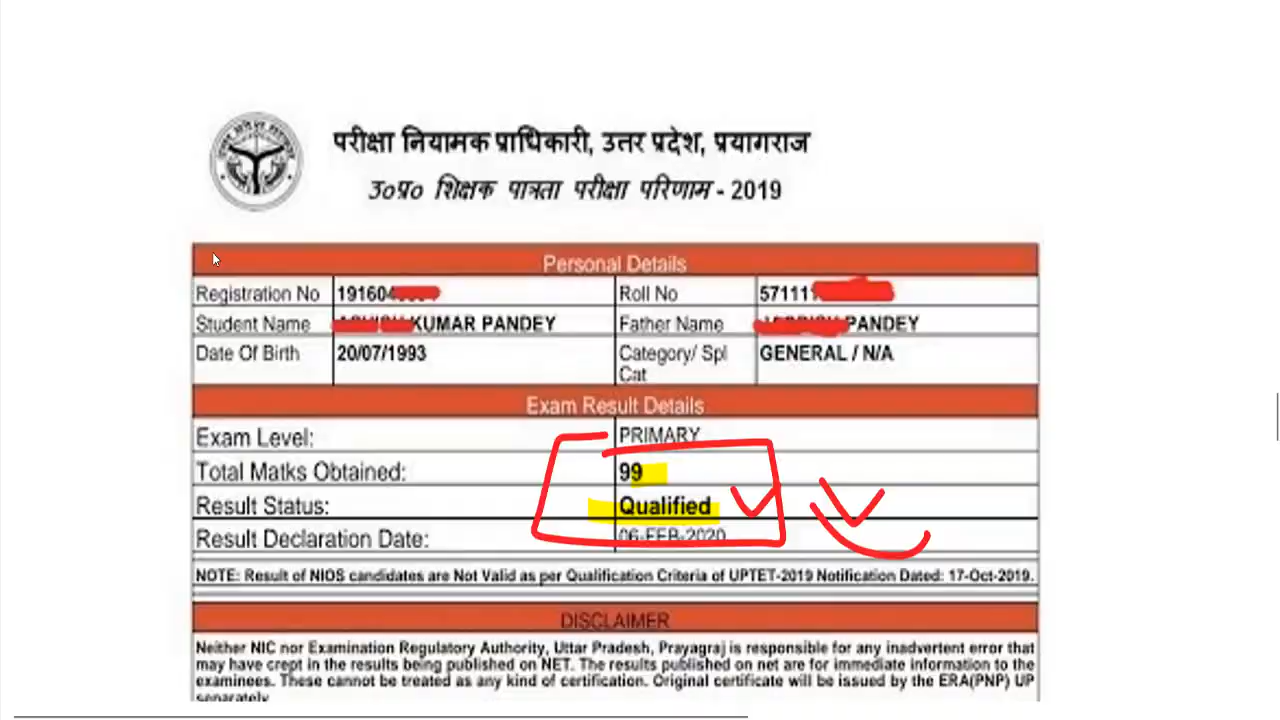 परीक्षा नियामक प्राधिकारी, उत्तर प्रदेश, प्रयागराज
उ०प्र० शिक्षक पात्रता परीक्षा परिणाम - 2019
Personal Details
Registration No 19160 Roll No 57111
Student Name KUMAR PANDEY Father Name PANDEY
Date Of Birth 20/07/1993 Category/ Spl Cat GENERAL / N/A
Exam Result Details
Exam Level: PRIMARY
Total Matks Obtained: 99
Result Status: Qualified
Result Declaration Date: 06-FEB-2020
NOTE: Result of NIOS candidates are Not Valid as per Qualification Criteria of UPTET-2019 Notification Dated: 17-Oct-2019.
DISCLAIMER
Neither NIC nor Examination Regulatory Authority, Uttar Pradesh, Prayagraj is responsible for any inadvertent error that
may have crept in the results being published on NET. The results published on net are for immediate information to the
examinees. These cannot be treated as any kind of certification. Original certificate will be issued by the ERA(PNP) UP
separately